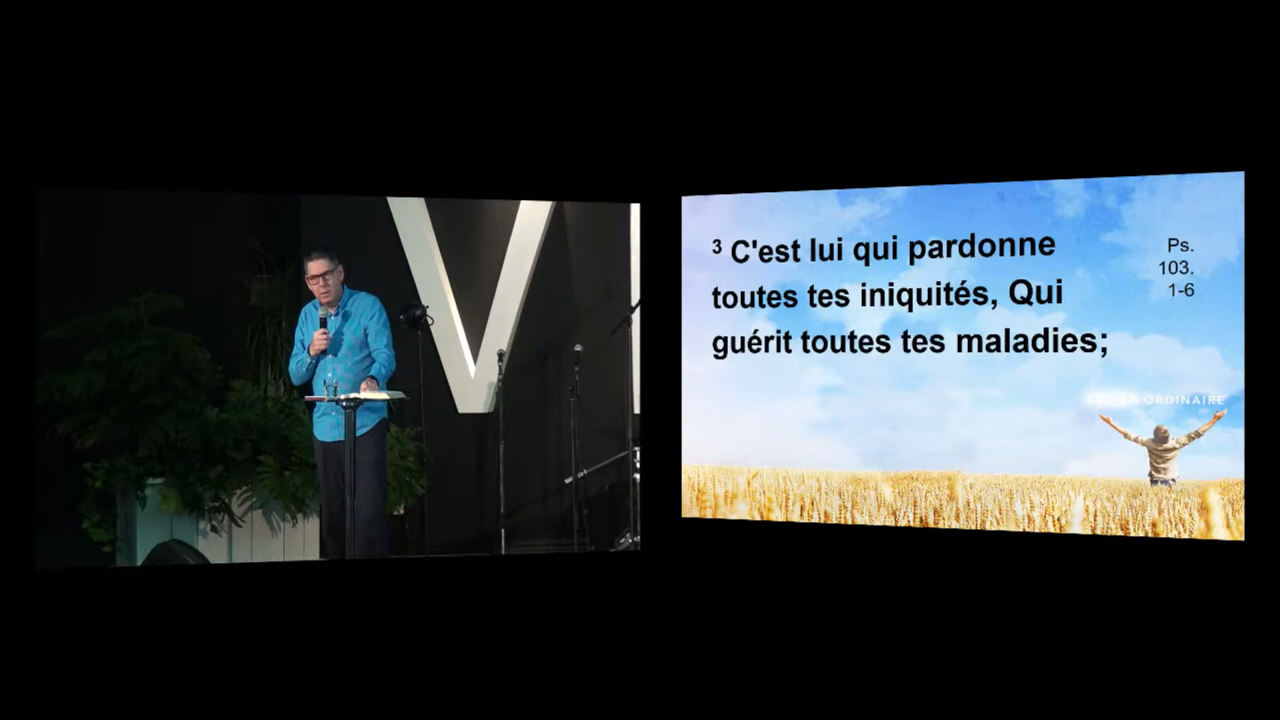 V
³ C'est lui qui pardonne
toutes tes iniquités, Qui
guérit toutes tes maladies;
Ps.
103.
1-6
ORDINAIRE